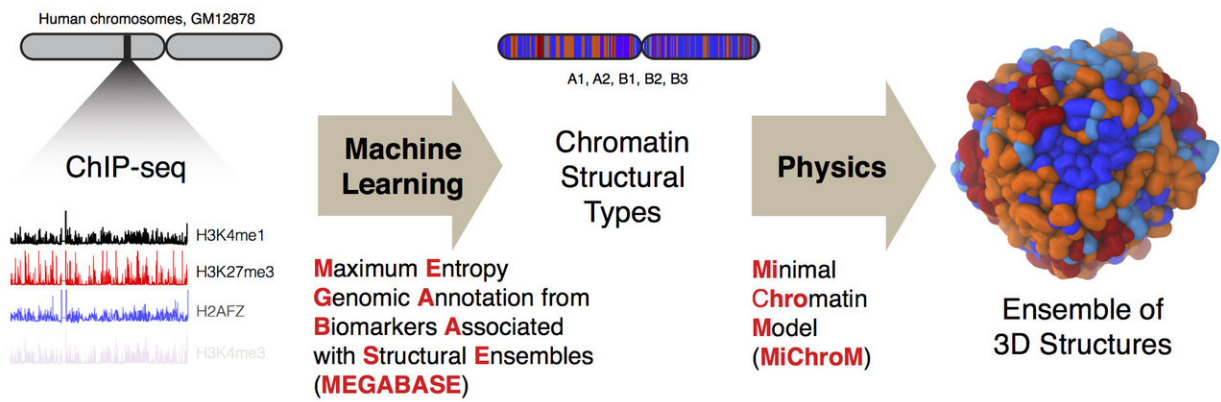 Human chromosomes, GM12878
ChIP-seq
H3K4me1
H3K27me3
H2AFZ
H3K4me3
Machine
Learning
Maximum Entropy
Genomic Annotation from
Biomarkers Associated
with Structural Ensembles
(MEGABASE)
A1, A2, B1, B2, B3
Chromatin
Structural
Types
Physics
Minimal
Chromatin
Model
(MiChroM)
Ensemble of
3D Structures